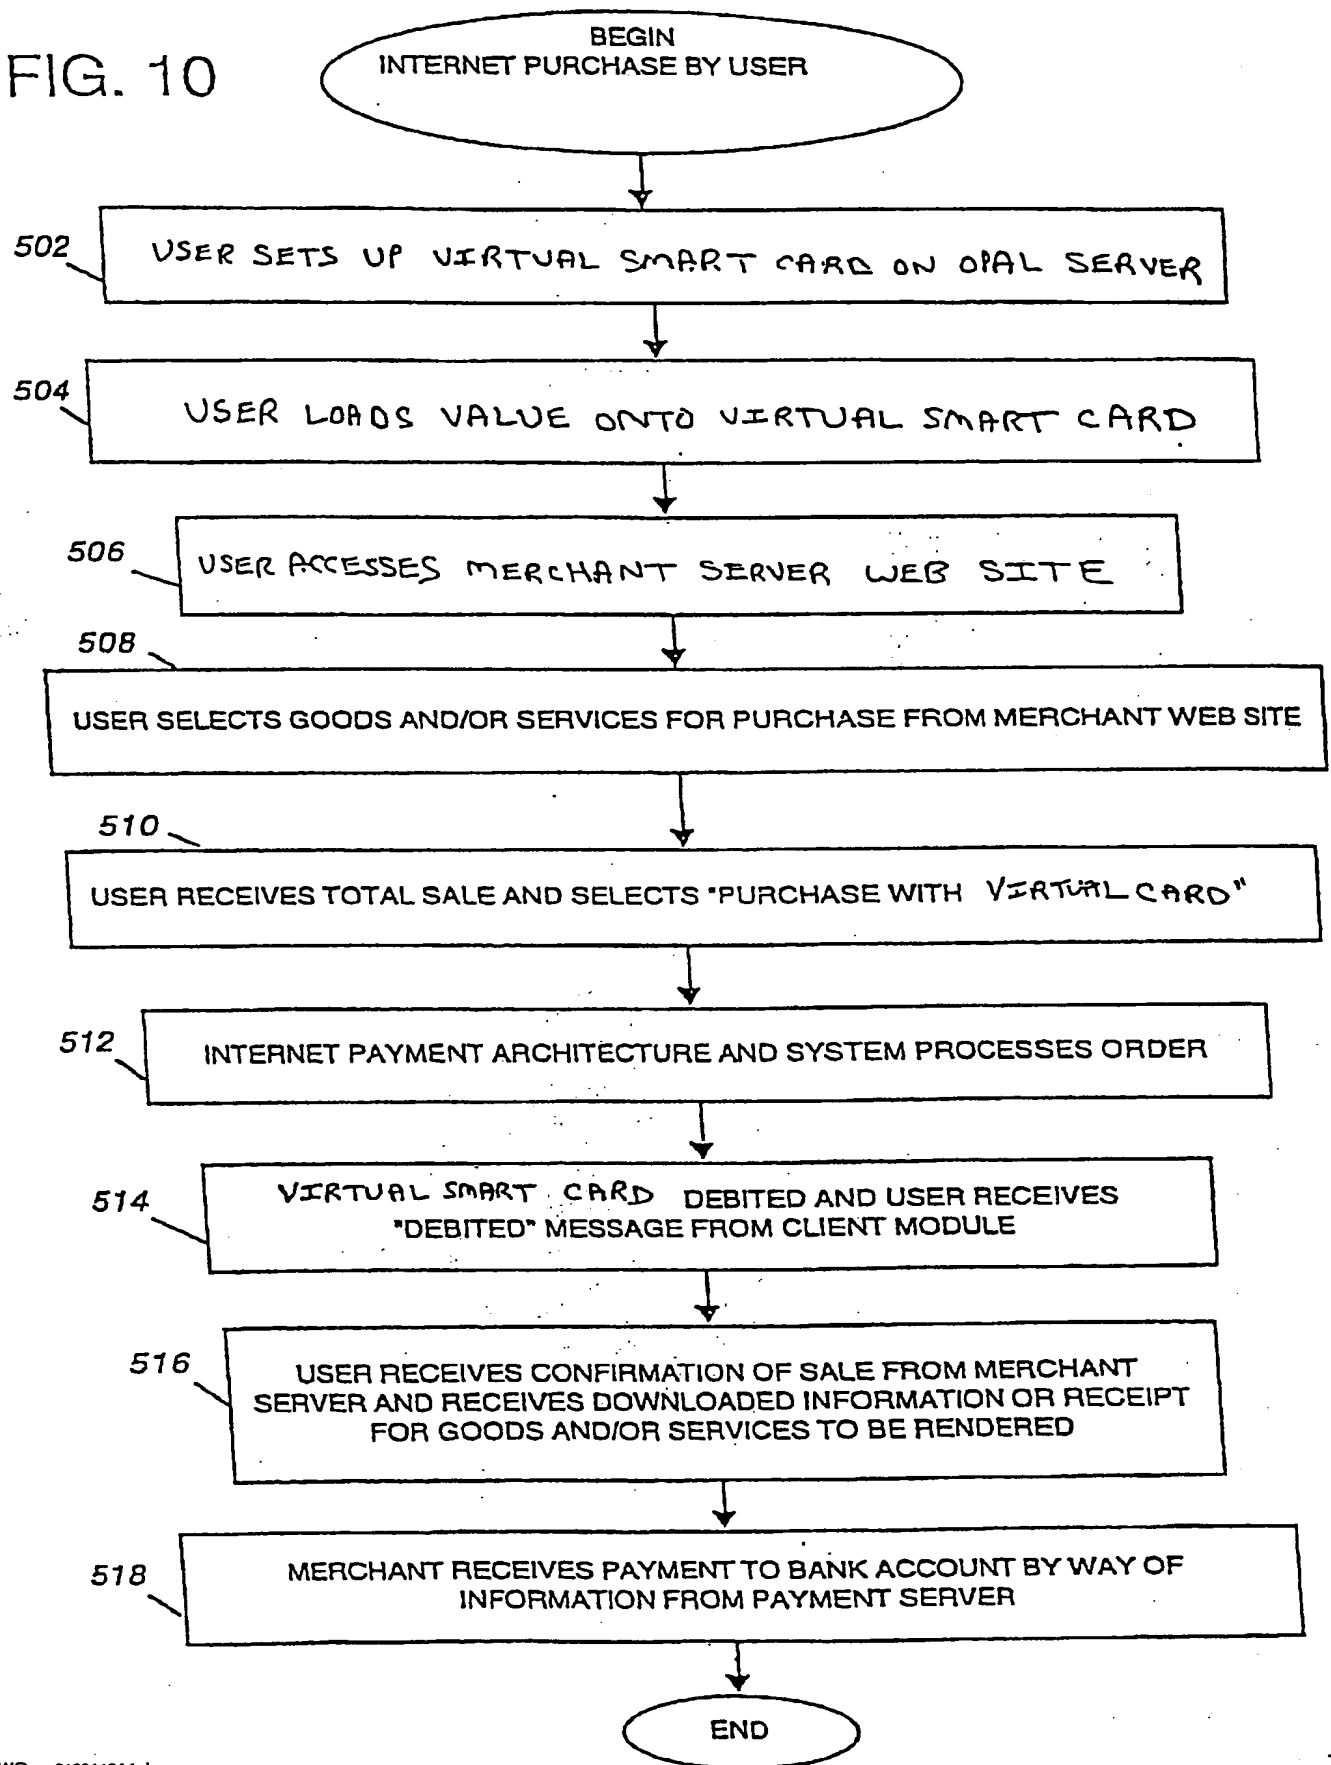 FIG. 10
BEGIN
INTERNET PURCHASE BY USER
502
USER SETS UP VIRTUAL SMART CARD ON OPAL SERVER
504
USER LOADS VALUE ONTO VIRTUAL SMART CARD
506
USER ACCESSES MERCHANT SERVER WEB SITE
508
USER SELECTS GOODS AND/OR SERVICES FOR PURCHASE FROM MERCHANT WEB SITE
510
USER RECEIVES TOTAL SALE AND SELECTS "PURCHASE WITH VIRTUAL CARD"
512
INTERNET PAYMENT ARCHITECTURE AND SYSTEM PROCESSES ORDER
514
VIRTUAL SMART CARD DEBITED AND USER RECEIVES
"DEBITED" MESSAGE FROM CLIENT MODULE
516
USER RECEIVES CONFIRMATION OF SALE FROM MERCHANT
SERVER AND RECEIVES DOWNLOADED INFORMATION OR RECEIPT
FOR GOODS AND/OR SERVICES TO BE RENDERED
518
MERCHANT RECEIVES PAYMENT TO BANK ACCOUNT BY WAY OF
INFORMATION FROM PAYMENT SERVER
END